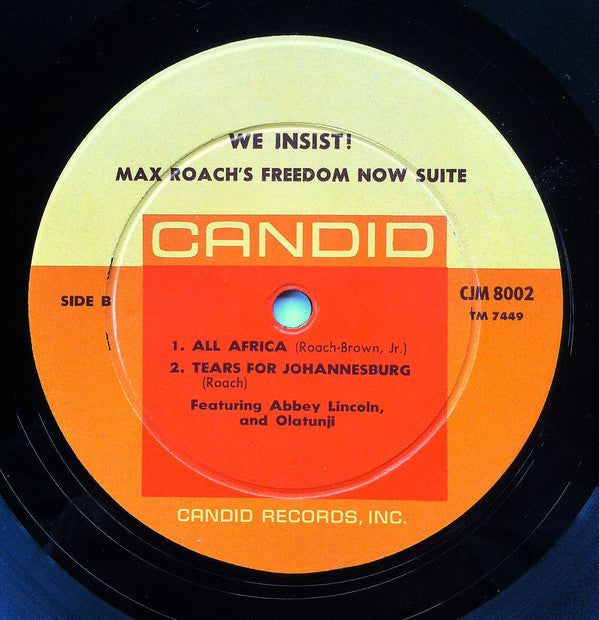 WE INSIST!
MAX ROACH'S FREEDOM NOW SUITE
CANDID
SIDE B
CJM 8002
TM 7449
1. ALL AFRICA (Roach-Brown, Jr.)
2. TEARS FOR JOHANNESBURG
(Roach)
Featuring Abbey Lincoln,
and Olatunji
CANDID RECORDS, INC.